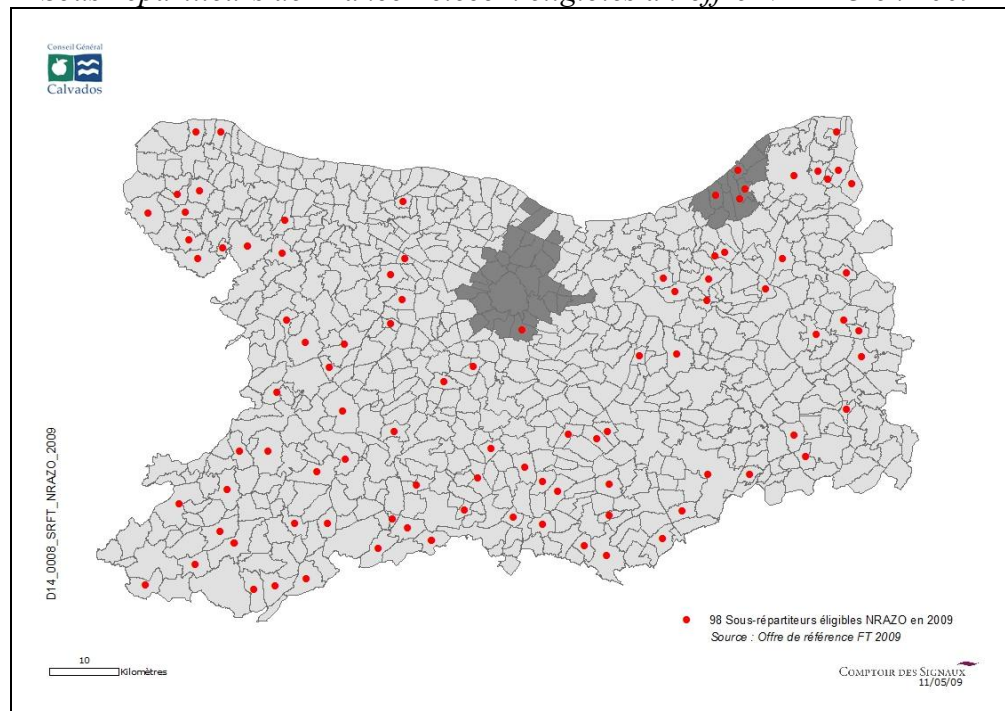 Conseil Général
Calvados
D14_0008_SRFT_NRAZO_2009
98 Sous-répartiteurs éligibles NRAZO en 2009
Source : Offre de référence FT 2009
10
Kilomètres
COMPTOIR DES SIGNAUX
11/05/09